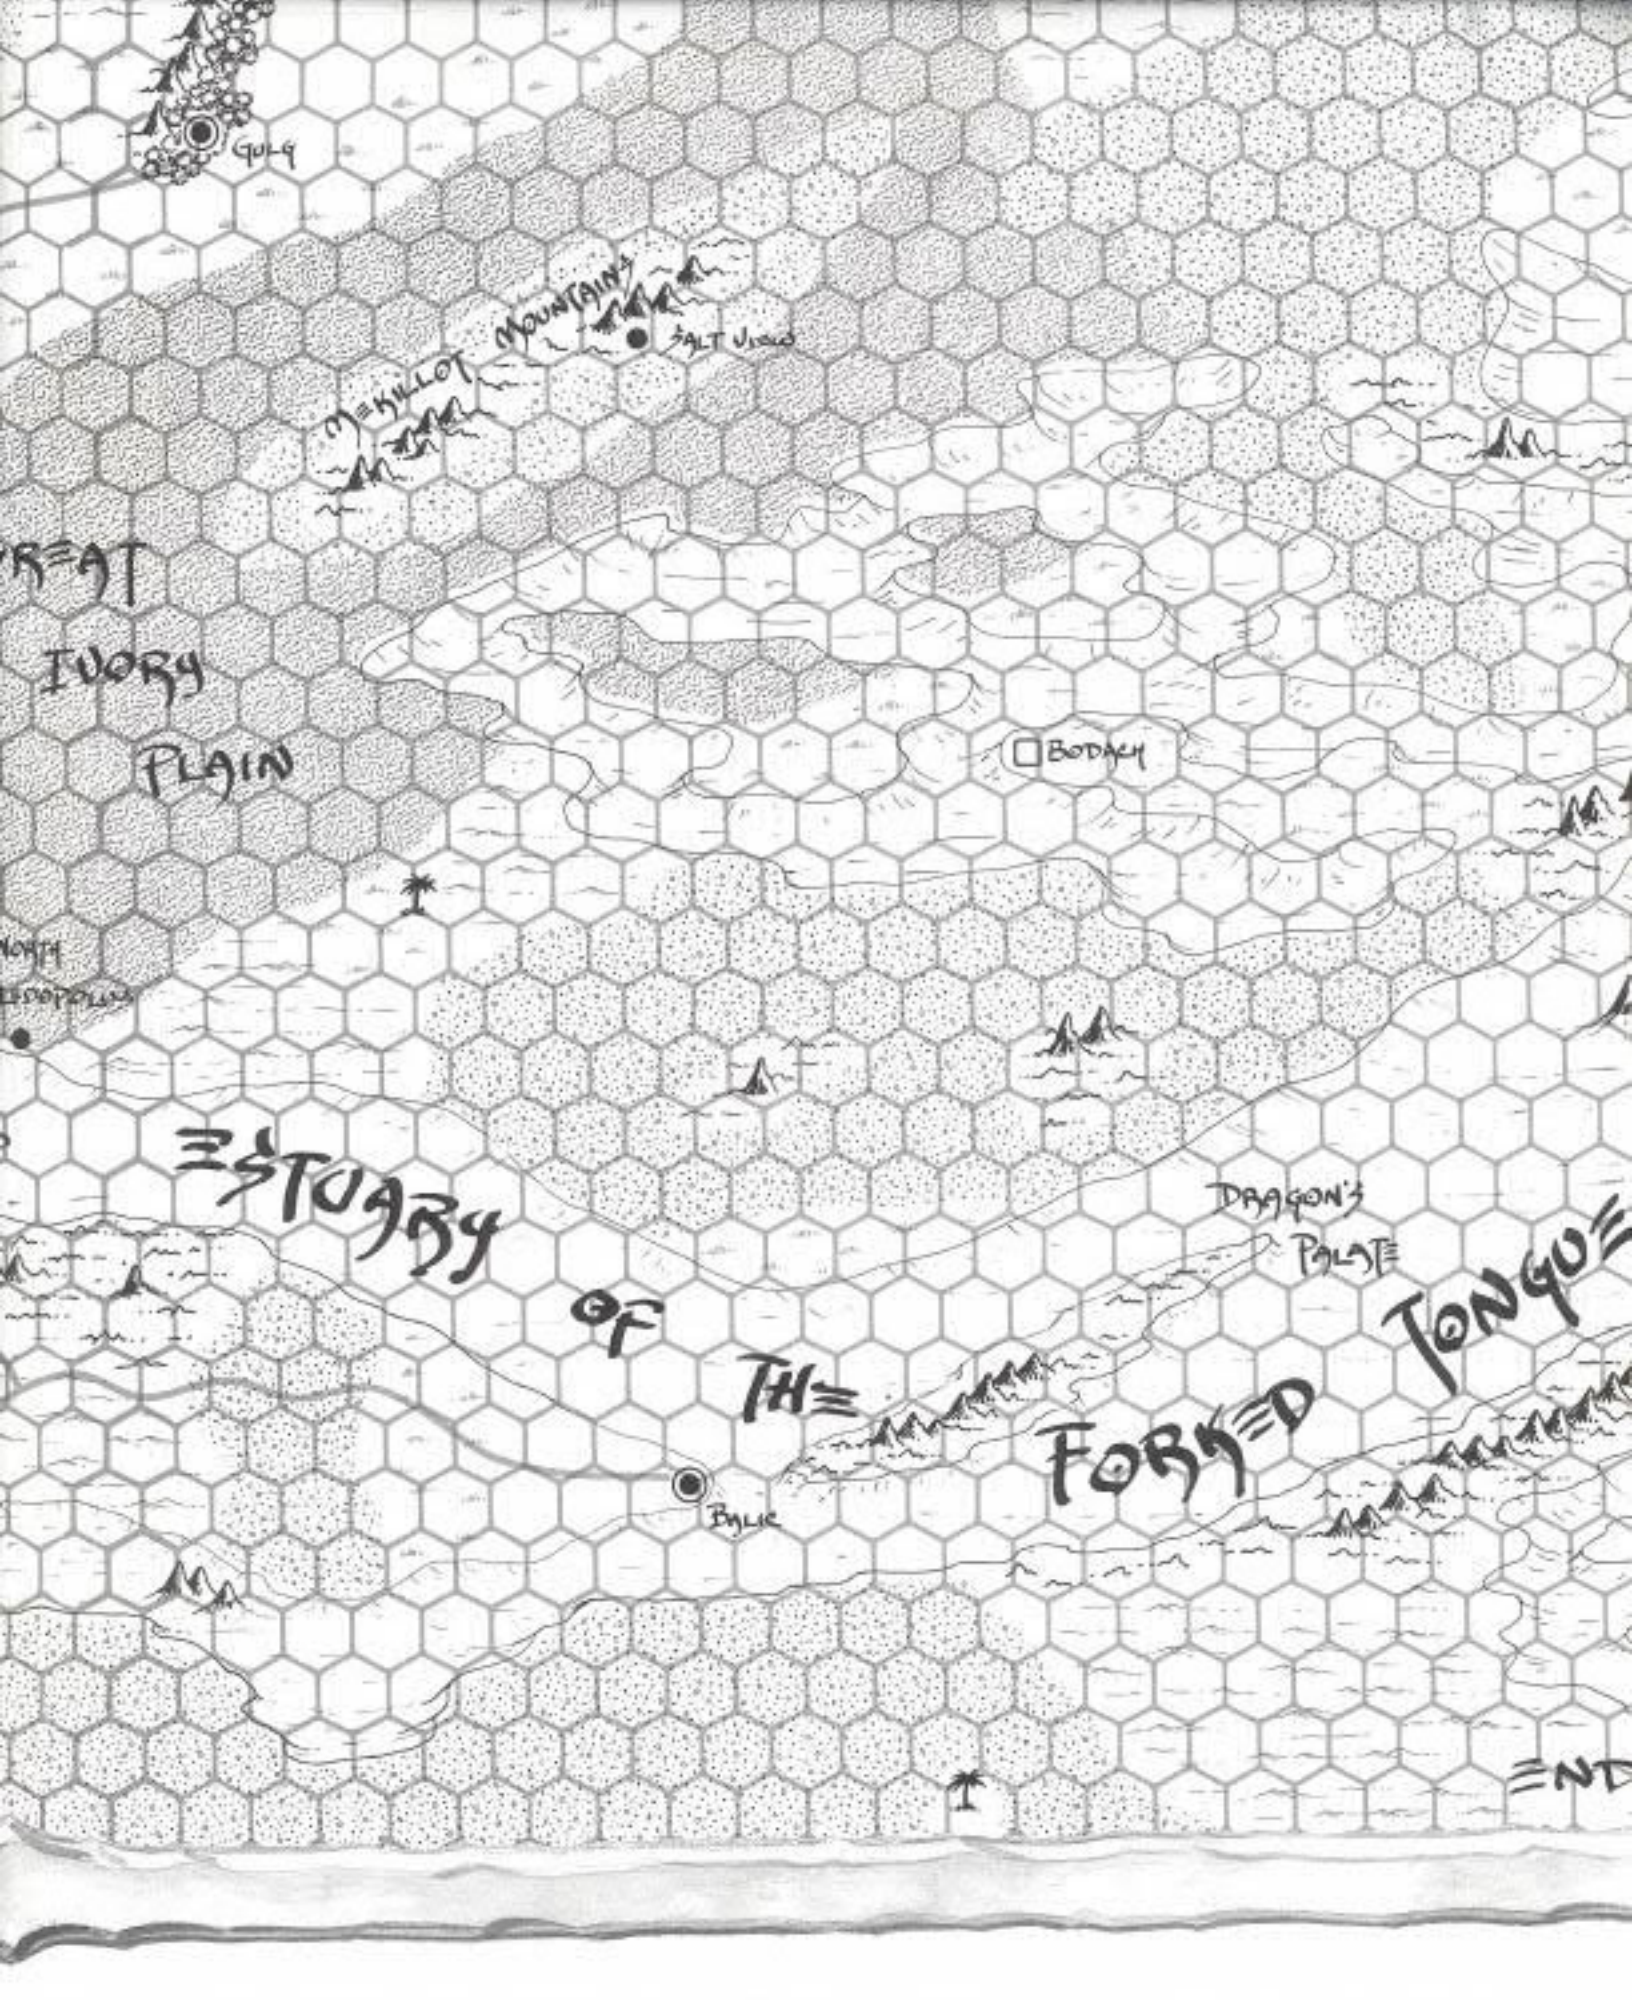 GULG
MEKILLOT MOUNTAINS
SALT VIEW
REAT
IVORY
PLAIN
BODACH
NORTH
LEDOPOLUS
ESTUARY
OF
THE
FORKED
TONGUE
DRAGON'S
PALATE
BALIC
END